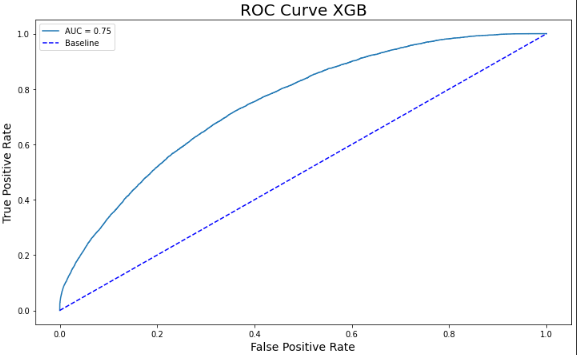 ROC Curve XGB
AUC = 0.75
Baseline
True Positive Rate
1.0
0.8
0.6
0.4
0.2
0.0
0.0 0.2 0.4 0.6 0.8 1.0
False Positive Rate